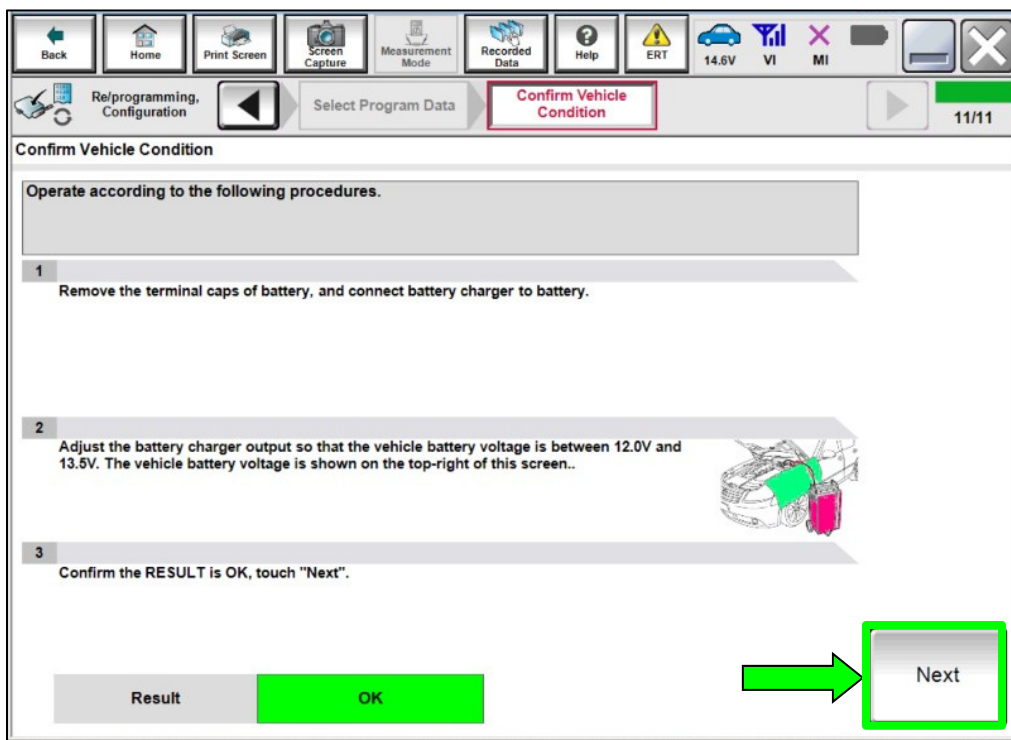 Back
Home
Print Screen
Screen
Capture
Measurement
Mode
Recorded
Data
Help
ERT
14.6V
VI
MI
Re/programming,
Configuration
Select Program Data
Confirm Vehicle
Condition
11/11
Confirm Vehicle Condition
Operate according to the following procedures.
1
Remove the terminal caps of battery, and connect battery charger to battery.
2
Adjust the battery charger output so that the vehicle battery voltage is between 12.0V and
13.5V. The vehicle battery voltage is shown on the top-right of this screen..
3
Confirm the RESULT is OK, touch "Next".
Result
OK
Next